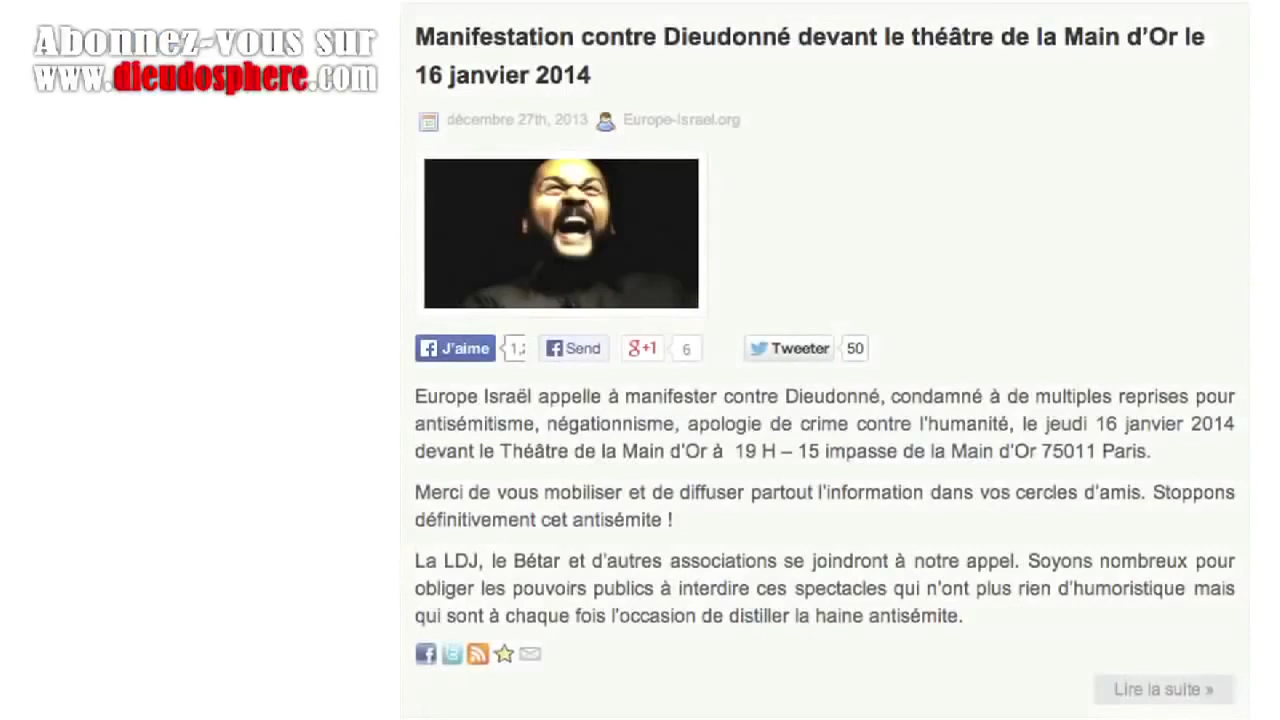 Abonnez-vous sur
www.dieudosphere.com
Manifestation contre Dieudonné devant le théâtre de la Main d’Or le
16 janvier 2014
décembre 27th, 2013 Europe-Israel.org
J'aime Send g+1 6 Tweeter 50
Europe Israël appelle à manifester contre Dieudonné, condamné à de multiples reprises pour
antisémitisme, négationnisme, apologie de crime contre l’humanité, le jeudi 16 janvier 2014
devant le Théâtre de la Main d’Or à 19 H – 15 impasse de la Main d’Or 75011 Paris.
Merci de vous mobiliser et de diffuser partout l’information dans vos cercles d’amis. Stoppons
définitivement cet antisémite !
La LDJ, le Bétar et d’autres associations se joindront à notre appel. Soyons nombreux pour
obliger les pouvoirs publics à interdire ces spectacles qui n’ont plus rien d’humoristique mais
qui sont à chaque fois l’occasion de distiller la haine antisémite.
Lire la suite »